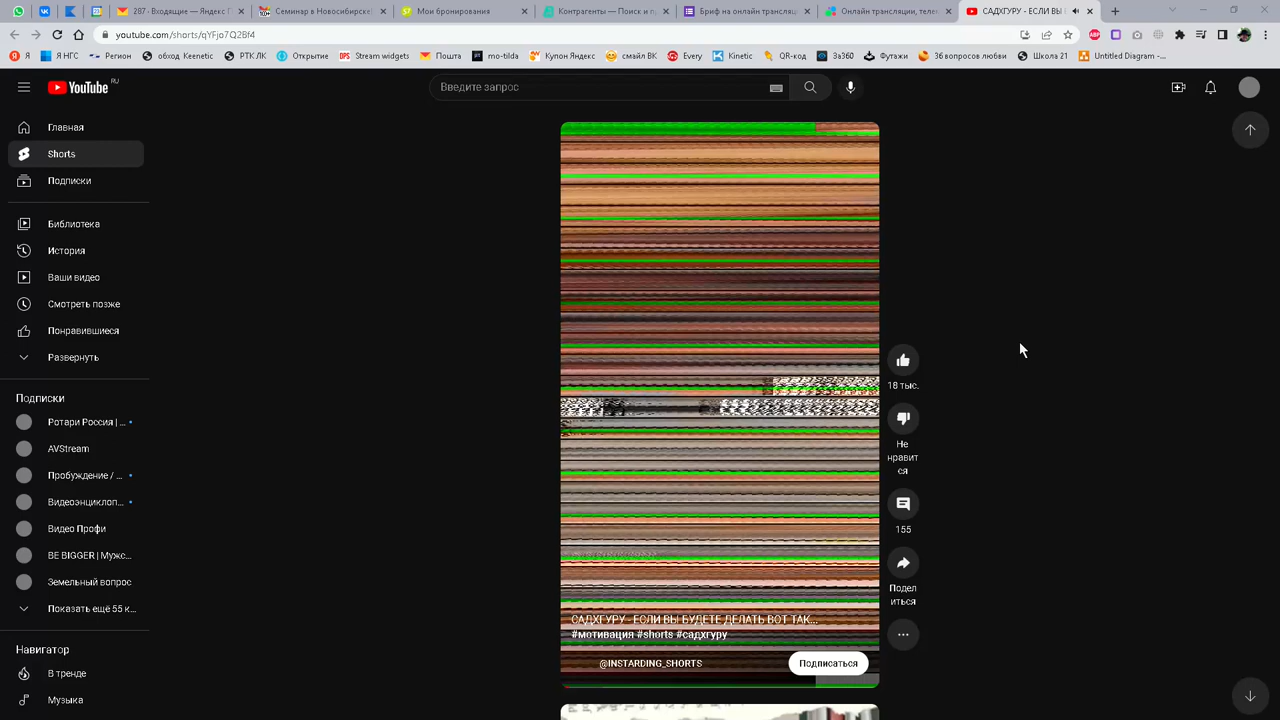 287 · Входящие — Яндекс П
Семинар в Новосибирске
Мои бронирования
Контрагенты — Поиск и п
Бриф на онлайн трансляц
Онлайн трансляции, теле
САДХГУРУ - ЕСЛИ ВЫ Б
youtube.com/shorts/qYFjo7Q2Bf4
Я
Я НГС
Регион
обход Keenetic
РТК ЛК
Открытие
Stream widgets
Пошта
mo-tilda
Купон Яндекс
смайл ВК
Every
Kinetic
QR-код
За360
Футажи
36 вопросов любви
Школа 21
Untitled Diagram -...
YouTube RU
Введите запрос
Главная
Shorts
Подписки
Библиотека
История
Ваши видео
Смотреть позже
Понравившиеся
Развернуть
Подписки
Ротари Россия | ...
AVStream
Пробуждение / ...
Видеоэнциклоп...
Видео Профи
BE BIGGER | Мужс...
Земельный вопрос
Показать ещё 52 к...
Навигатор
Музыка
18 тыс.
Не
нравит
ся
155
Подел
иться
САДХГУРУ - ЕСЛИ ВЫ БУДЕТЕ ДЕЛАТЬ ВОТ ТАК...
#мотивация #shorts #садхгуру
@INSTARDING_SHORTS
Подписаться